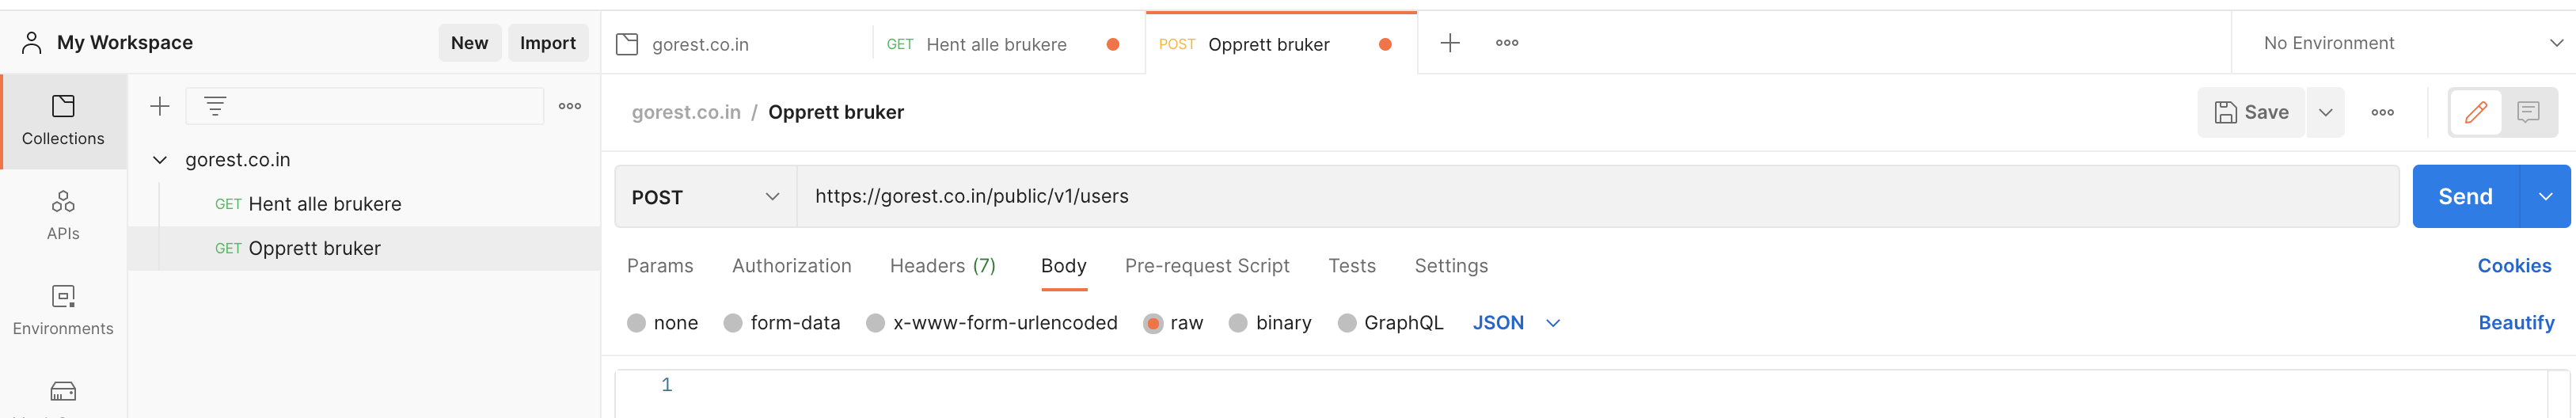 My Workspace New Import
gorest.co.in GET Hent alle brukere POST Opprett bruker No Environment
Collections
gorest.co.in / Opprett bruker Save
gorest.co.in
GET Hent alle brukere
GET Opprett bruker
APIs
Environments
POST https://gorest.co.in/public/v1/users Send
Params Authorization Headers (7) Body Pre-request Script Tests Settings Cookies
none form-data x-www-form-urlencoded raw binary GraphQL JSON Beautify
1